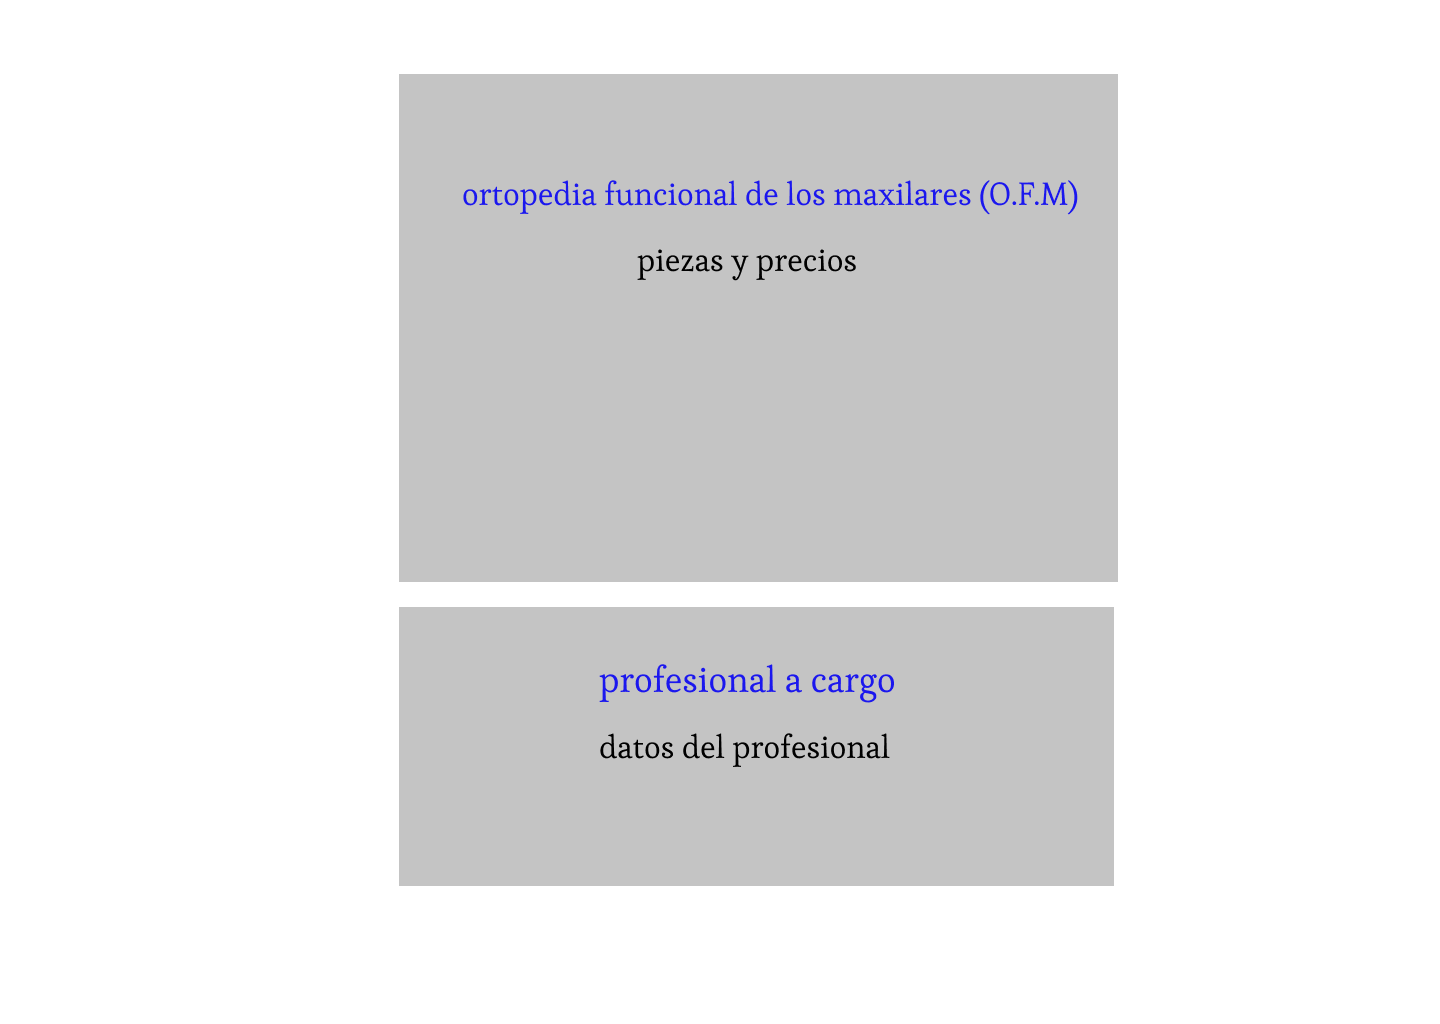 ortopedia funcional de los maxilares (O.F.M)
piezas y precios
profesional a cargo
datos del profesional